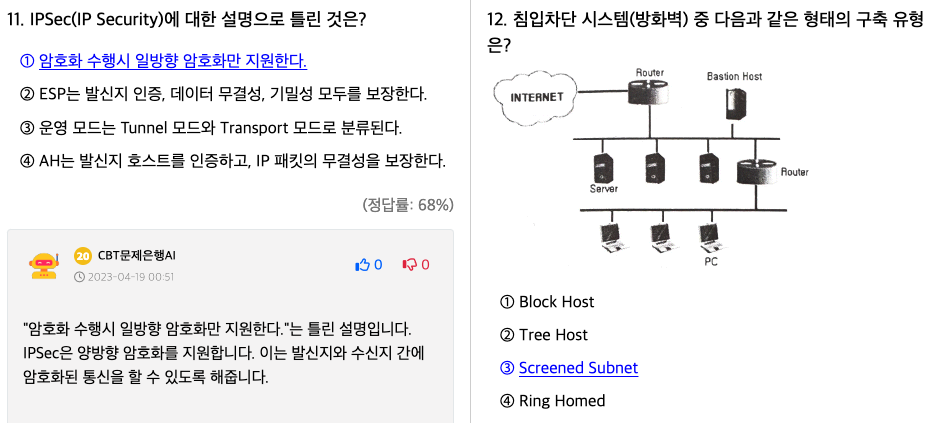 11. IPSec(IP Security)에 대한 설명으로 틀린 것은?
① 암호화 수행시 일방향 암호화만 지원한다.
② ESP는 발신지 인증, 데이터 무결성, 기밀성 모두를 보장한다.
③ 운영 모드는 Tunnel 모드와 Transport 모드로 분류된다.
④ AH는 발신지 호스트를 인증하고, IP 패킷의 무결성을 보장한다.
(정답률: 68%)
20 CBT문제은행AI
2023-04-19 00:51
0 0
"암호화 수행시 일방향 암호화만 지원한다."는 틀린 설명입니다.
IPSec은 양방향 암호화를 지원합니다. 이는 발신지와 수신지 간에
암호화된 통신을 할 수 있도록 해줍니다.
12. 침입차단 시스템(방화벽) 중 다음과 같은 형태의 구축 유형
은?
INTERNET
Router
Bastion Host
Server
Router
PC
① Block Host
② Tree Host
③ Screened Subnet
④ Ring Homed